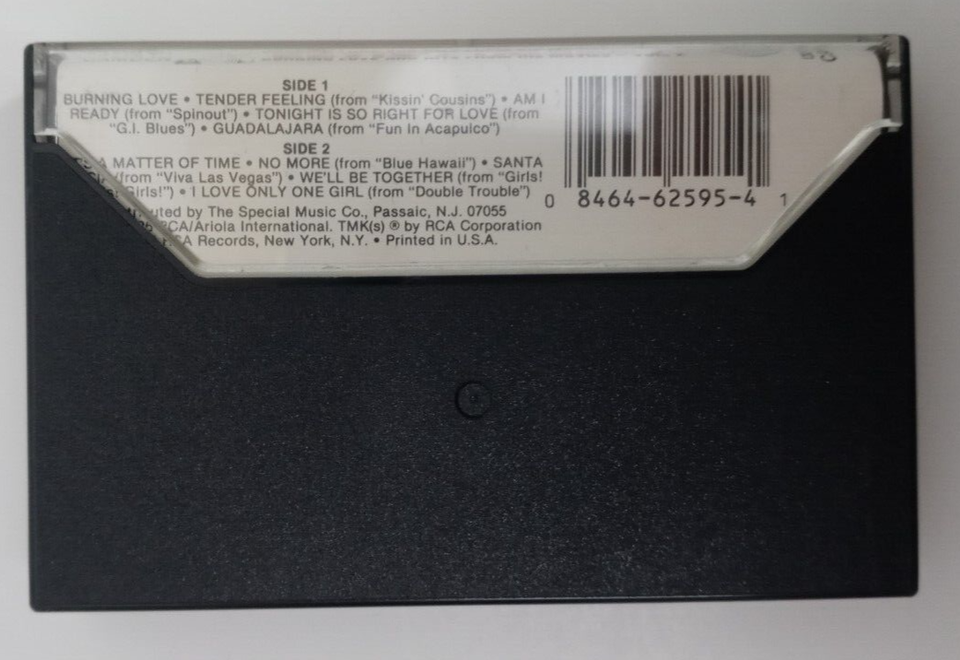 SIDE 1
BURNING LOVE • TENDER FEELING (from "Kissin' Cousins") • AM I
READY (from "Spinout") • TONIGHT IS SO RIGHT FOR LOVE (from
"G.I. Blues") • GUADALAJARA (from "Fun in Acapulco")
SIDE 2
A MATTER OF TIME • NO MORE (from "Blue Hawaii") • SANTA
(from "Viva Las Vegas") • WE'LL BE TOGETHER (from "Girls!
Girls!") • I LOVE ONLY ONE GIRL (from "Double Trouble")
by The Special Music Co., Passaic, N.J. 07055
RCA/Ariola International. TMK(s) ® by RCA Corporation
Records, New York, N.Y. • Printed in U.S.A.
0 8464-62595-4 1